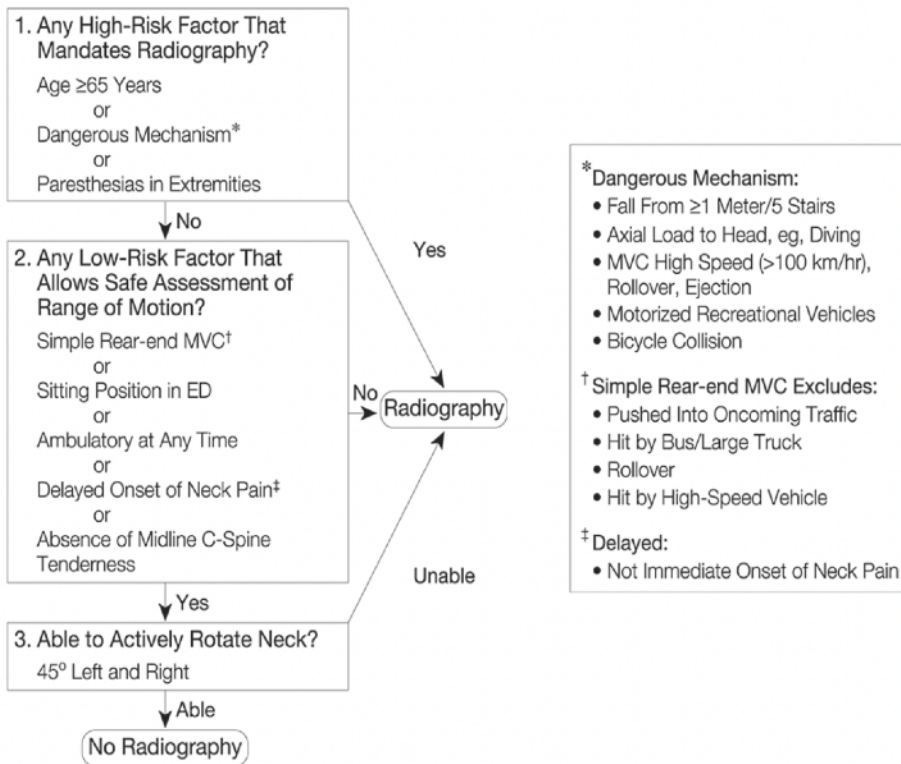 1. Any High-Risk Factor That
Mandates Radiography?
Age ≥65 Years
or
Dangerous Mechanism*
or
Paresthesias in Extremities
No
Yes
2. Any Low-Risk Factor That
Allows Safe Assessment of
Range of Motion?
Simple Rear-end MVC†
or
Sitting Position in ED
or
Ambulatory at Any Time
or
Delayed Onset of Neck Pain‡
or
Absence of Midline C-Spine
Tenderness
No
Radiography
Yes
Unable
3. Able to Actively Rotate Neck?
45º Left and Right
Able
No Radiography
*Dangerous Mechanism:
• Fall From ≥1 Meter/5 Stairs
• Axial Load to Head, eg, Diving
• MVC High Speed (>100 km/hr),
Rollover, Ejection
• Motorized Recreational Vehicles
• Bicycle Collision
†Simple Rear-end MVC Excludes:
• Pushed Into Oncoming Traffic
• Hit by Bus/Large Truck
• Rollover
• Hit by High-Speed Vehicle
‡Delayed:
• Not Immediate Onset of Neck Pain